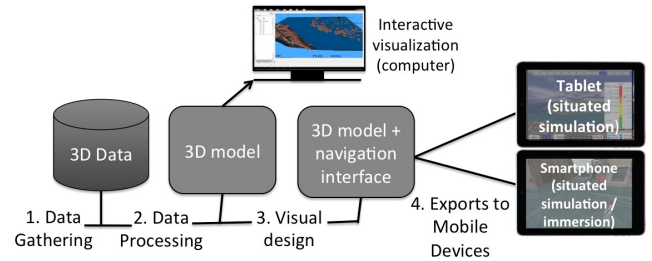 Interactive
visualization
(computer)
3D Data
3D model
3D model +
navigation
interface
Tablet
(situated
simulation)
Smartphone
(situated
simulation /
immersion)
1. Data
Gathering
2. Data
Processing
3. Visual
design
4. Exports to
Mobile
Devices